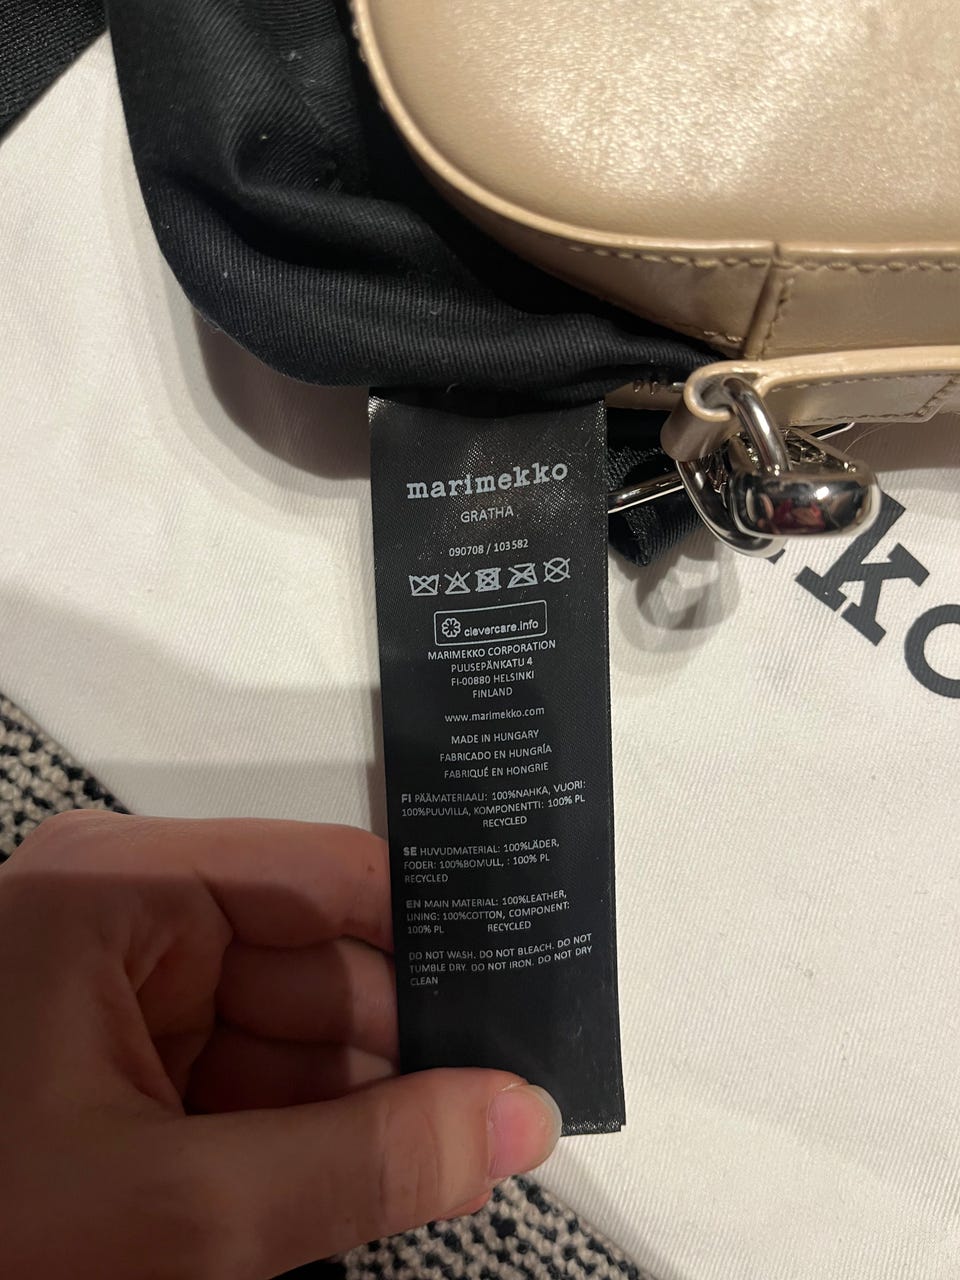 marimekko
GRATHA
090708 / 103582
clevercare.info
MARIMEKKO CORPORATION
PUUSEPÄNKATU 4
FI-00880 HELSINKI
FINLAND
www.marimekko.com
MADE IN HUNGARY
FABRICADO EN HUNGRÍA
FABRIQUÉ EN HONGRIE
FI PÄÄMATERIAALI: 100%NAHKA, VUORI:
100%PUUVILLA, KOMPONENTTI: 100% PL
RECYCLED
SE HUVUDMATERIAL: 100%LÄDER,
FODER: 100%BOMULL, : 100% PL
RECYCLED
EN MAIN MATERIAL: 100%LEATHER,
LINING: 100%COTTON, COMPONENT:
100% PL RECYCLED
DO NOT WASH. DO NOT BLEACH. DO NOT
TUMBLE DRY. DO NOT IRON. DO NOT DRY
CLEAN
ko